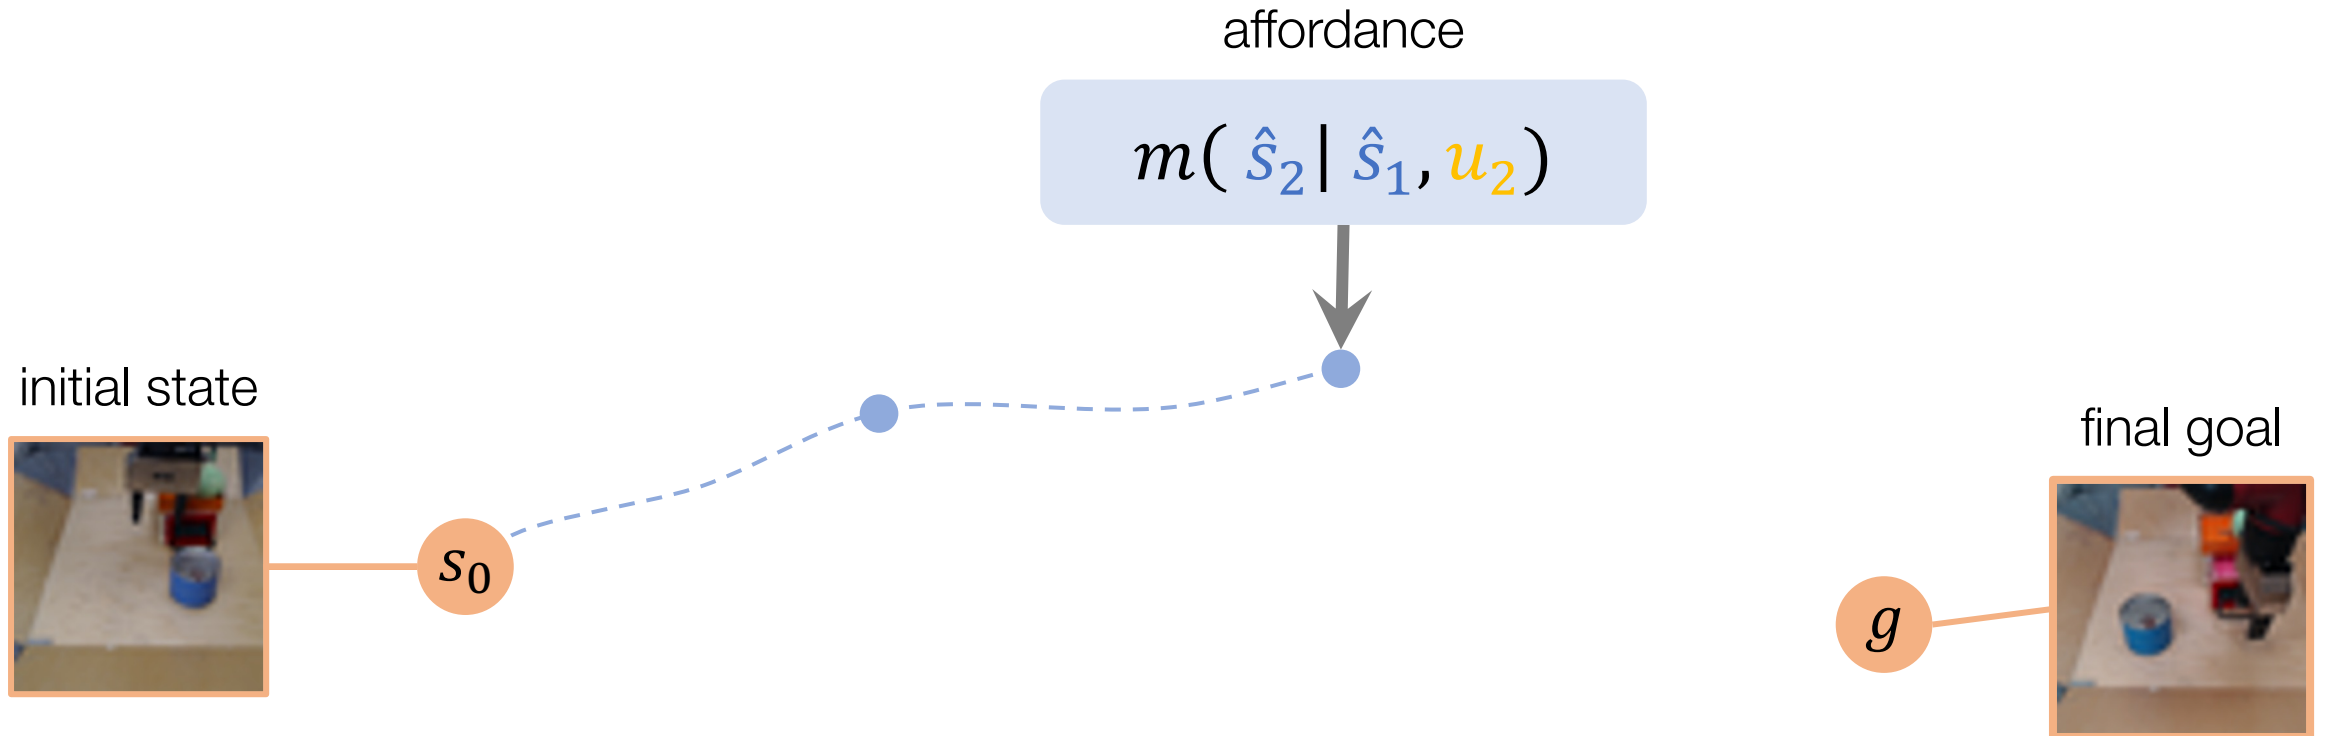 affordance
m( ŝ₂| ŝ₁, u₂)
initial state
final goal
s₀
g